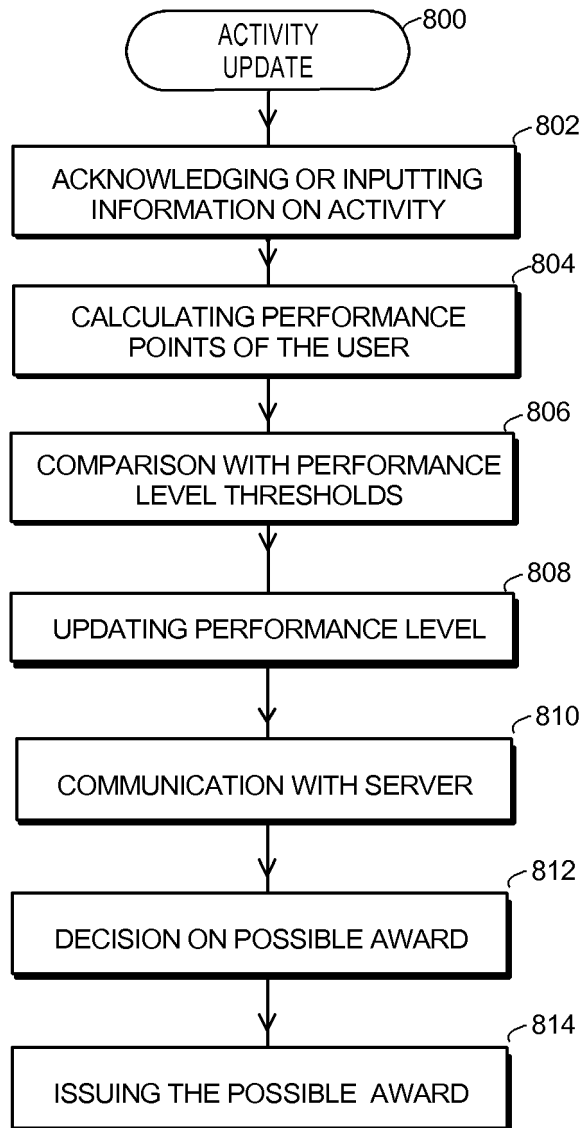 ACTIVITY
UPDATE
800
802
ACKNOWLEDGING OR INPUTTING
INFORMATION ON ACTIVITY
804
CALCULATING PERFORMANCE
POINTS OF THE USER
806
COMPARISON WITH PERFORMANCE
LEVEL THRESHOLDS
808
UPDATING PERFORMANCE LEVEL
810
COMMUNICATION WITH SERVER
812
DECISION ON POSSIBLE AWARD
814
ISSUING THE POSSIBLE AWARD